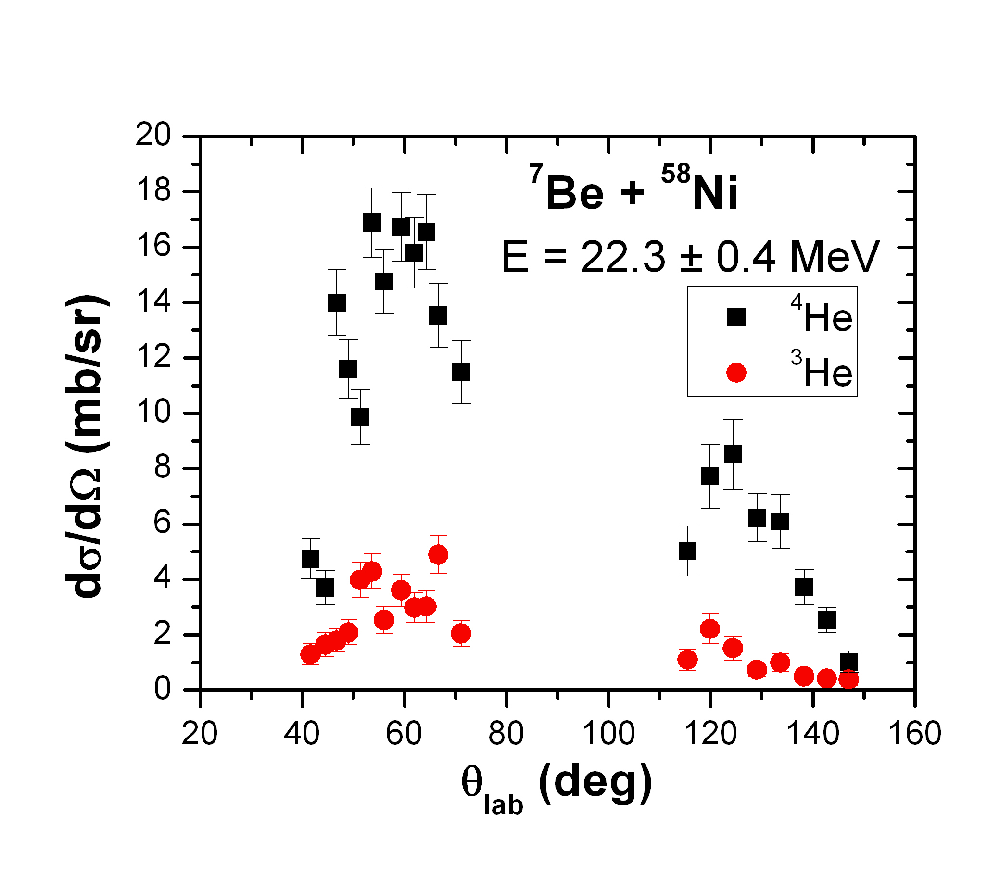 20
18
16
14
12
10
8
6
4
2
0
dσ/dΩ (mb/sr)
⁷Be + ⁵⁸Ni
E = 22.3 ± 0.4 MeV
⁴He
³He
20 40 60 80 100 120 140 160
θlab (deg)